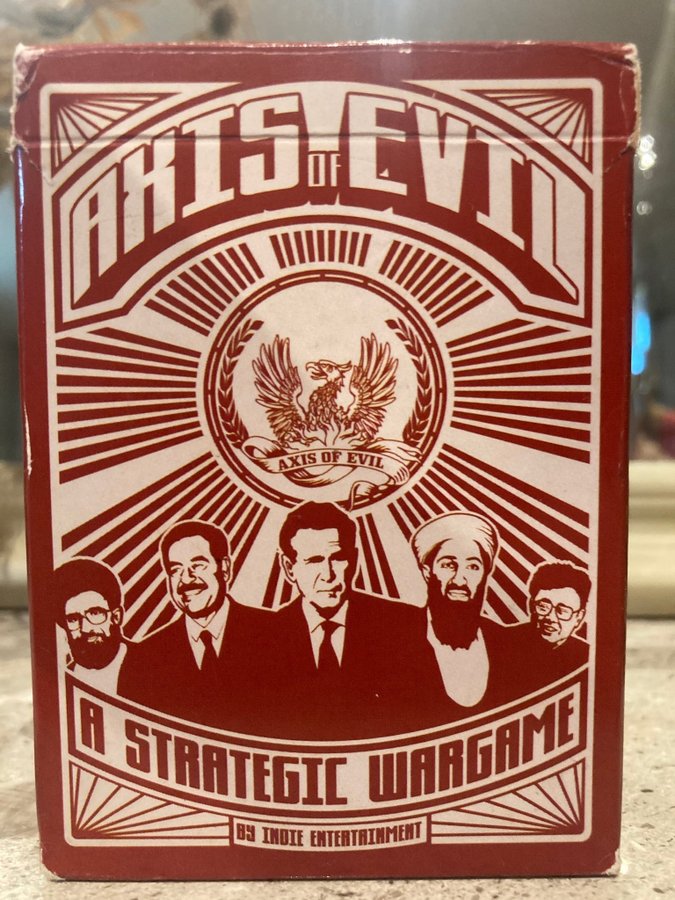 AXIS OF EVIL
AXIS OF EVIL
A STRATEGIC WARGAME
BY INDIE ENTERTAINMENT